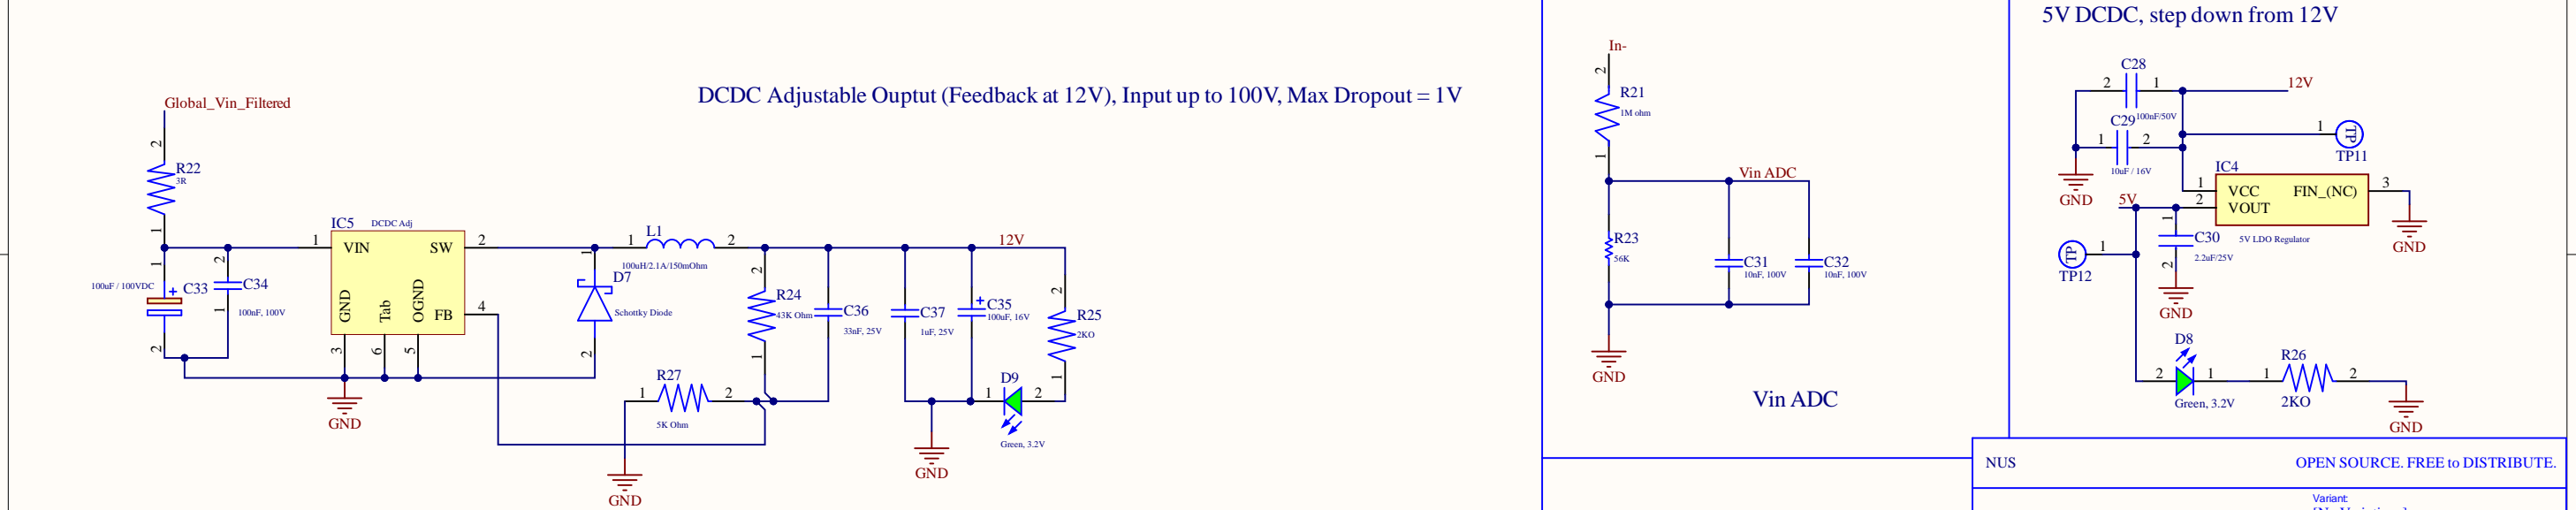 5V DCDC, step down from 12V
DCDC Adjustable Ouptut (Feedback at 12V), Input up to 100V, Max Dropout = 1V
Global_Vin_Filtered
2
R22
3R
1
IC5
DCDC Adj
1
VIN
SW
2
GND
Tab
OGND
FB
4
3
6
5
GND
100uF / 100VDC
1
+
C33
2
2
C34
1
100nF, 100V
1
L1
2
100uH/2.1A/150mOhm
1
D7
Schottky Diode
2
2
R24
43K Ohm
1
C36
33nF, 25V
C37
1uF, 25V
+
C35
100uF, 16V
12V
2
R25
2KO
1
R27
1
2
5K Ohm
GND
GND
D9
1
2
Green, 3.2V
In-
2
R21
1M ohm
1
Vin ADC
R23
56K
C31
10nF, 100V
C32
10nF, 100V
GND
Vin ADC
C28
2
1
12V
100nF/50V
C29
1
2
10uF / 16V
GND
1
TP
TP11
IC4
1
VCC
FIN_(NC)
3
5V
2
VOUT
5V LDO Regulator
GND
TP
1
TP12
1
C30
2.2uF/25V
2
GND
D8
2
1
Green, 3.2V
R26
1
2
2KO
GND
NUS
OPEN SOURCE. FREE to DISTRIBUTE.
Variant: